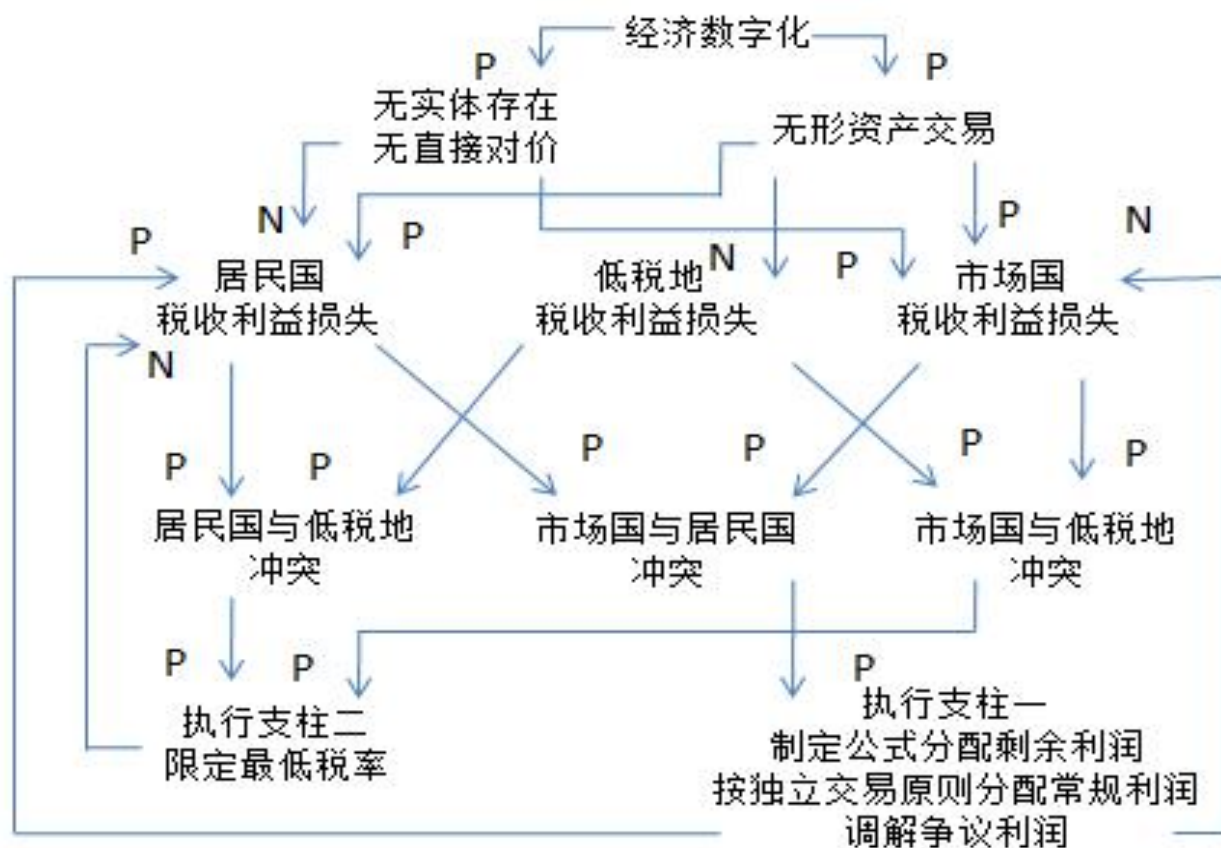 经济数字化
P
P
无实体存在
无直接对价
无形资产交易
N
P
P
N
P
P
N
居民国
税收利益损失
低税地
税收利益损失
市场国
税收利益损失
N
P
P
P
P
P
P
居民国与低税地
冲突
市场国与居民国
冲突
市场国与低税地
冲突
P
P
P
执行支柱二
限定最低税率
执行支柱一
制定公式分配剩余利润
按独立交易原则分配常规利润
调解争议利润